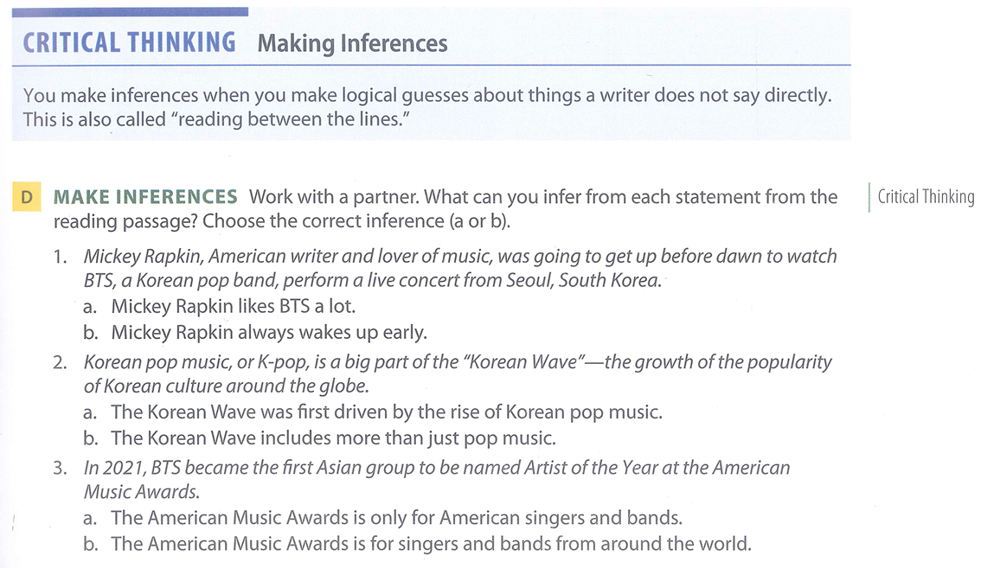 CRITICAL THINKING Making Inferences
You make inferences when you make logical guesses about things a writer does not say directly.
This is also called “reading between the lines.”
D MAKE INFERENCES Work with a partner. What can you infer from each statement from the
reading passage? Choose the correct inference (a or b).
Critical Thinking
1. Mickey Rapkin, American writer and lover of music, was going to get up before dawn to watch
BTS, a Korean pop band, perform a live concert from Seoul, South Korea.
a. Mickey Rapkin likes BTS a lot.
b. Mickey Rapkin always wakes up early.
2. Korean pop music, or K-pop, is a big part of the “Korean Wave”—the growth of the popularity
of Korean culture around the globe.
a. The Korean Wave was first driven by the rise of Korean pop music.
b. The Korean Wave includes more than just pop music.
3. In 2021, BTS became the first Asian group to be named Artist of the Year at the American
Music Awards.
a. The American Music Awards is only for American singers and bands.
b. The American Music Awards is for singers and bands from around the world.